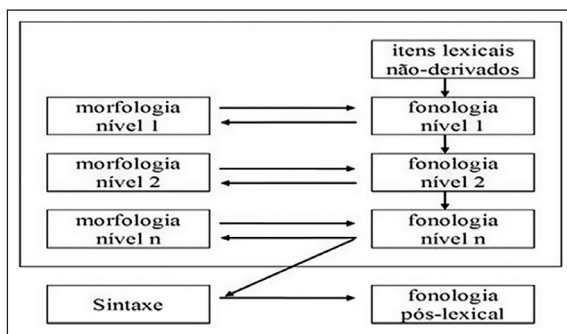 itens lexicais
não-derivados
morfologia
nível 1
fonologia
nível 1
morfologia
nível 2
fonologia
nível 2
morfologia
nível n
fonologia
nível n
Sintaxe
fonologia
pós-lexical